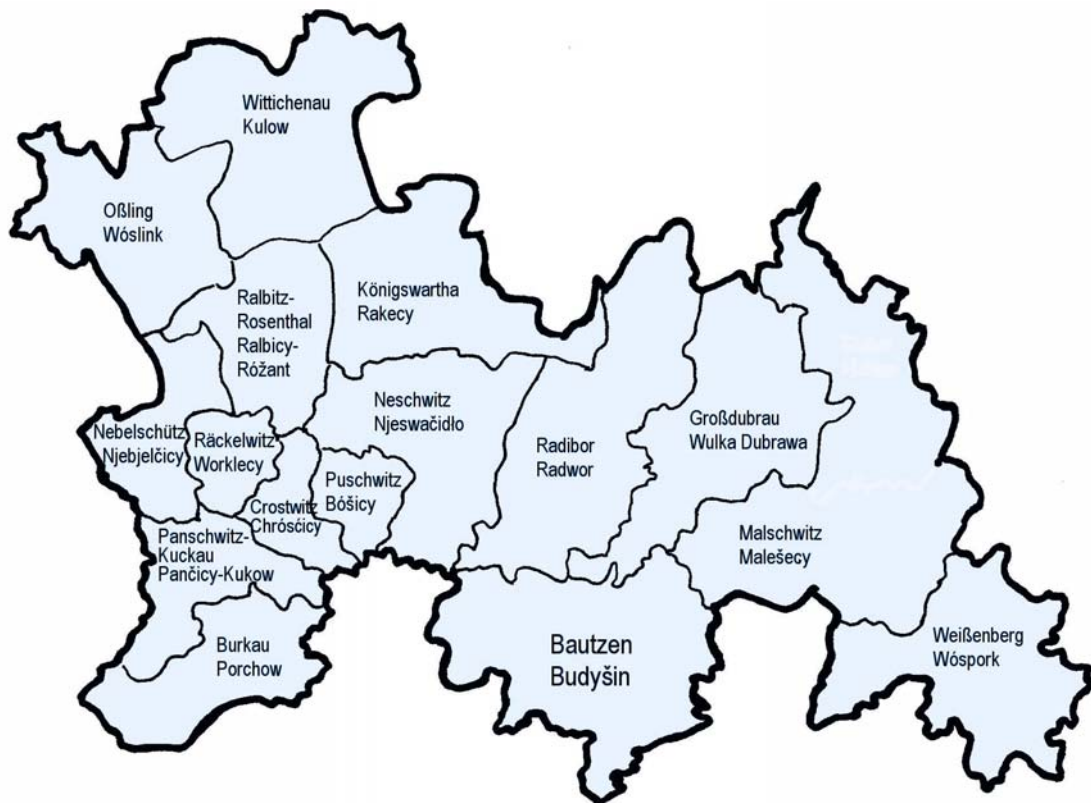 Wittichenau
Kulow
Oßling
Wóslink
Ralbitz-
Rosenthal
Ralbicy-
Róžant
Königswartha
Rakecy
Neschwitz
Njeswačidło
Nebelschütz
Njebjelčicy
Räckelwitz
Worklecy
Crostwitz
Chrósćicy
Puschwitz
Bóšicy
Radibor
Radwor
Großdubrau
Wulka Dubrawa
Malschwitz
Malešecy
Panschwitz-
Kuckau
Pančicy-Kukow
Burkau
Porchow
Bautzen
Budyšin
Weißenberg
Wóspork